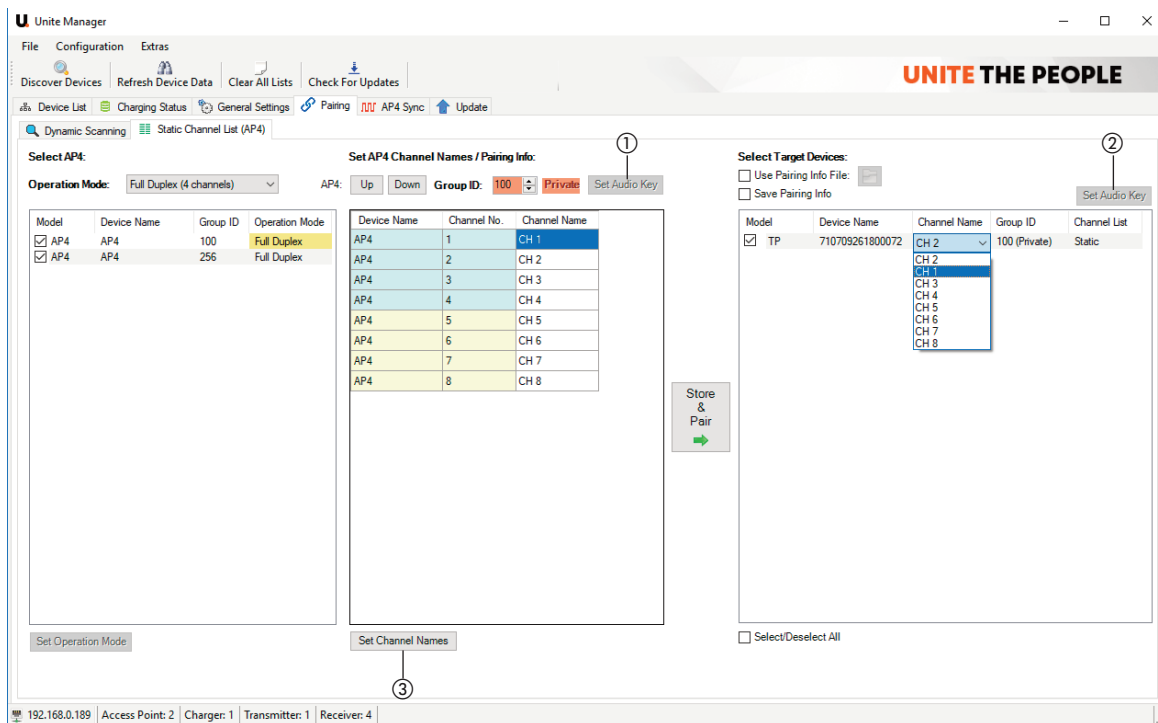 U Unite Manager
File Configuration Extras
Discover Devices Refresh Device Data Clear All Lists Check For Updates
UNITE THE PEOPLE
Device List Charging Status General Settings Pairing AP4 Sync Update
Dynamic Scanning Static Channel List (AP4)
① ②
Select AP4: Set AP4 Channel Names / Pairing Info: Select Target Devices:
Use Pairing Info File:
Operation Mode: Full Duplex (4 channels) AP4: Up Down Group ID: 100 Private Set Audio Key
Save Pairing Info Set Audio Key
Model Device Name Group ID Operation Mode
AP4 AP4 100 Full Duplex
AP4 AP4 256 Full Duplex
Set Operation Mode
Device Name Channel No. Channel Name
AP4 1 CH 1
AP4 2 CH 2
AP4 3 CH 3
AP4 4 CH 4
AP4 5 CH 5
AP4 6 CH 6
AP4 7 CH 7
AP4 8 CH 8
Set Channel Names
③
Store
&
Pair
Model Device Name Channel Name Group ID Channel List
TP 710709261800072 CH 2 100 (Private) Static
CH 2
CH 1
CH 3
CH 4
CH 5
CH 6
CH 7
CH 8
Select/Deselect All
192.168.0.189 Access Point: 2 Charger: 1 Transmitter: 1 Receiver: 4